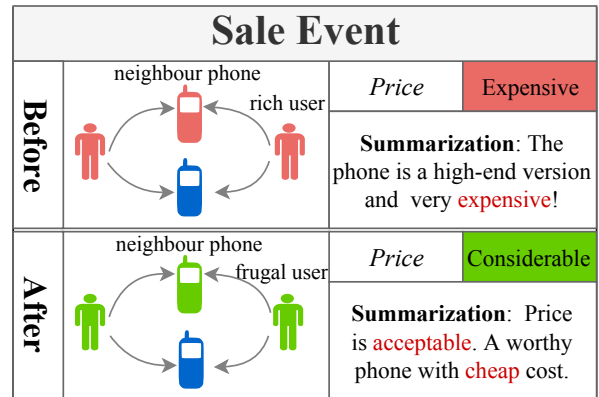 Sale Event
Before
neighbour phone
rich user
Price
Expensive
Summarization: The
phone is a high-end version
and very expensive!
After
neighbour phone
frugal user
Price
Considerable
Summarization: Price
is acceptable. A worthy
phone with cheap cost.